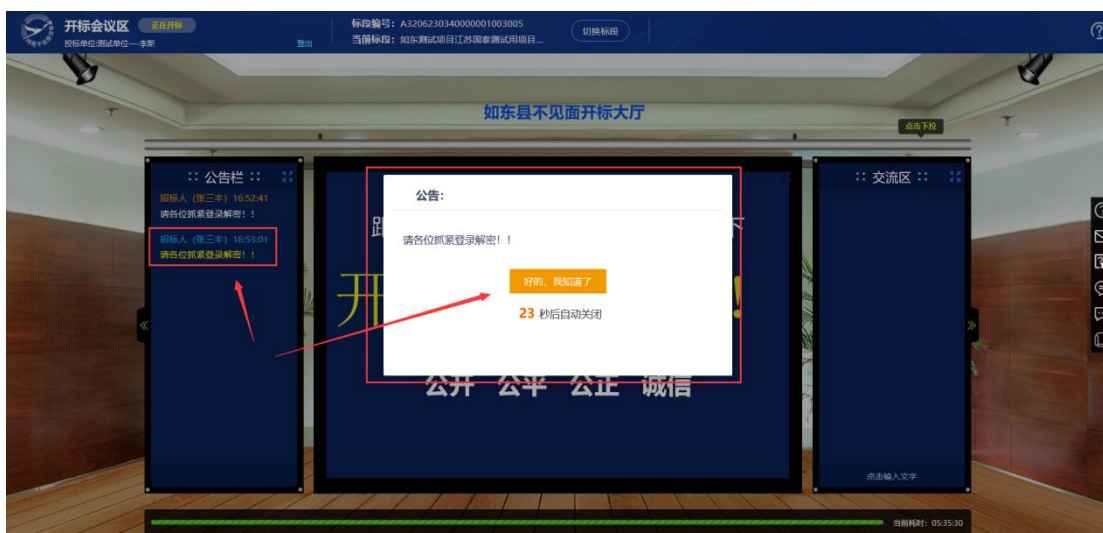 开标会议区 正在开标
投标单位:测试单位----李斯 登出
标段编号：A3206230340000001003005
当前标段：如东测试项目江苏国泰测试用项目...
切换标段
如东县不见面开标大厅
点击下拉
:: 公告栏 ::
招标人（张三丰）16:52:41
请各位抓紧登录解密！！
招标人（张三丰）16:53:01
请各位抓紧登录解密！！
公告：
请各位抓紧登录解密！！
好的，我知道了
23 秒后自动关闭
开
！
公开 公平 公正 诚信
:: 交流区 ::
点击输入文字
当前耗时：05:35:30